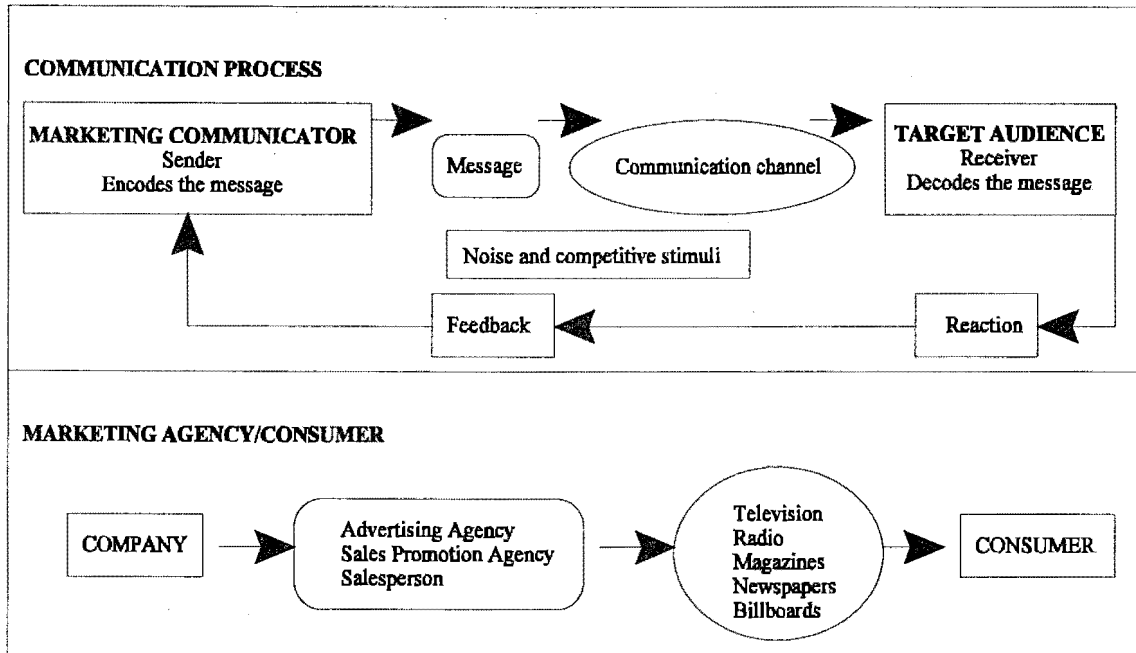 COMMUNICATION PROCESS
MARKETING COMMUNICATOR
Sender
Encodes the message
Message
Communication channel
TARGET AUDIENCE
Receiver
Decodes the message
Noise and competitive stimuli
Feedback
Reaction
MARKETING AGENCY/CONSUMER
COMPANY
Advertising Agency
Sales Promotion Agency
Salesperson
Television
Radio
Magazines
Newspapers
Billboards
CONSUMER